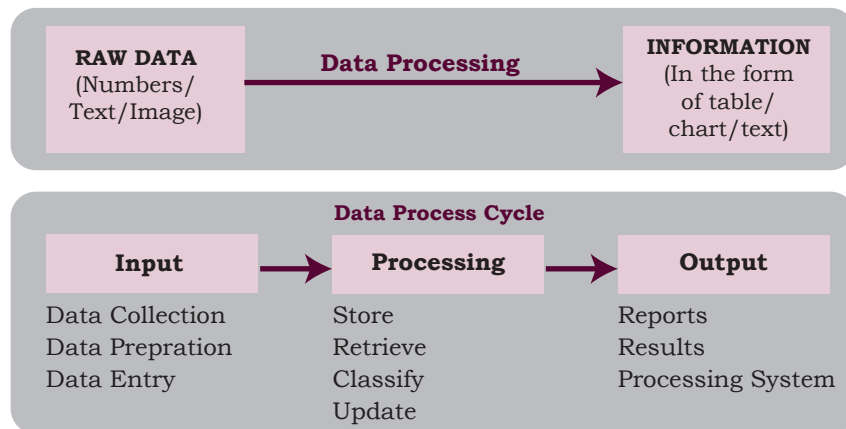 RAW DATA
(Numbers/
Text/Image)
Data Processing
INFORMATION
(In the form
of table/
chart/text)
Data Process Cycle
Input
Data Collection
Data Prepration
Data Entry
Processing
Store
Retrieve
Classify
Update
Output
Reports
Results
Processing System